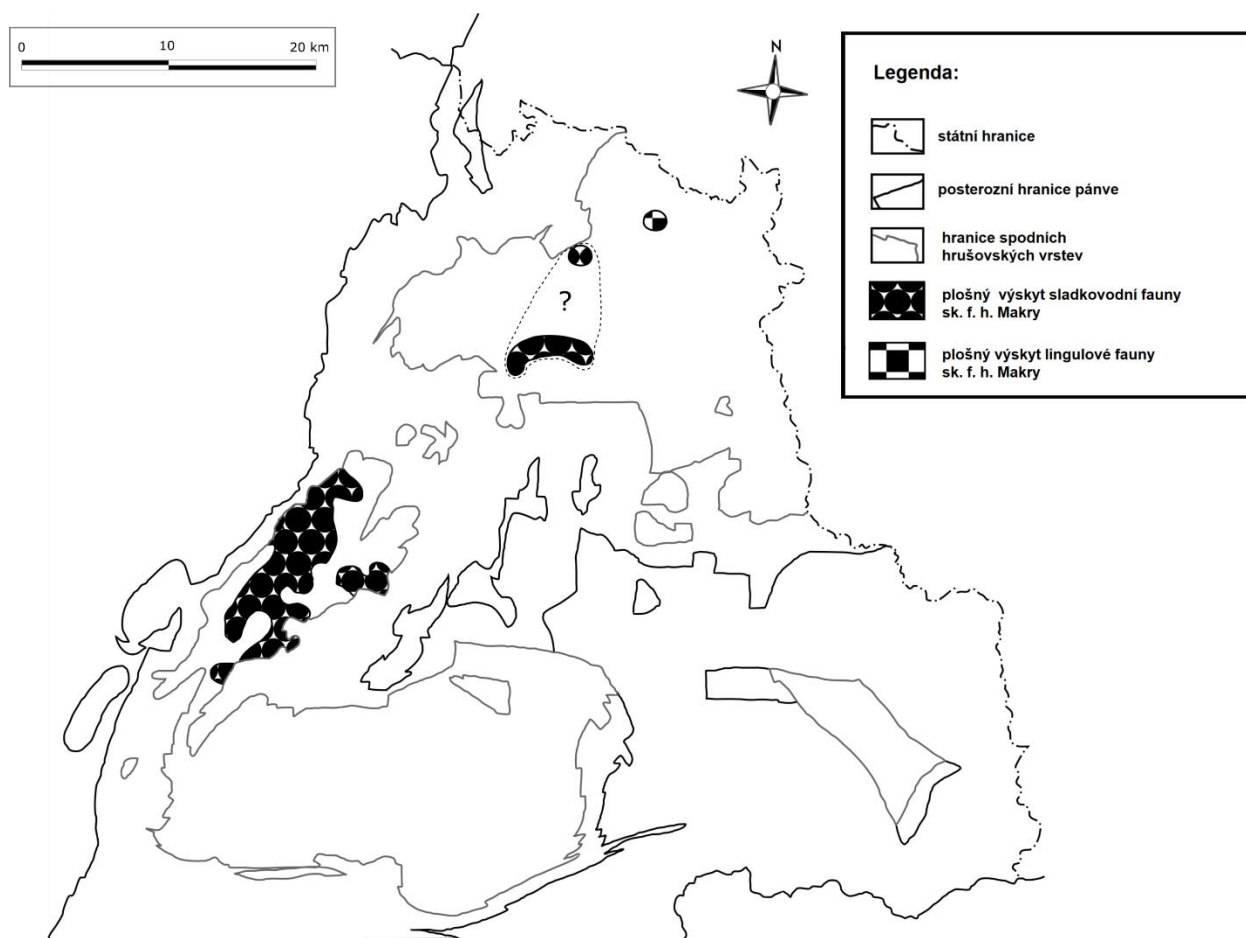 0 10 20 km
N
Legenda:
státní hranice
posterozní hranice pánve
hranice spodních
hrušovských vrstev
plošný výskyt sladkovodní fauny
sk. f. h. Makry
plošný výskyt lingulové fauny
sk. f. h. Makry
?